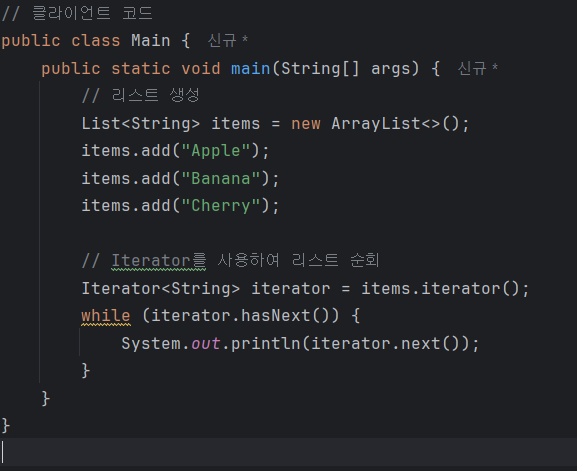 // 클라이언트 코드
public class Main {  신규 *
    public static void main(String[] args) {  신규 *
        // 리스트 생성
        List<String> items = new ArrayList<>();
        items.add("Apple");
        items.add("Banana");
        items.add("Cherry");
        // Iterator를 사용하여 리스트 순회
        Iterator<String> iterator = items.iterator();
        while (iterator.hasNext()) {
            System.out.println(iterator.next());
        }
    }
}